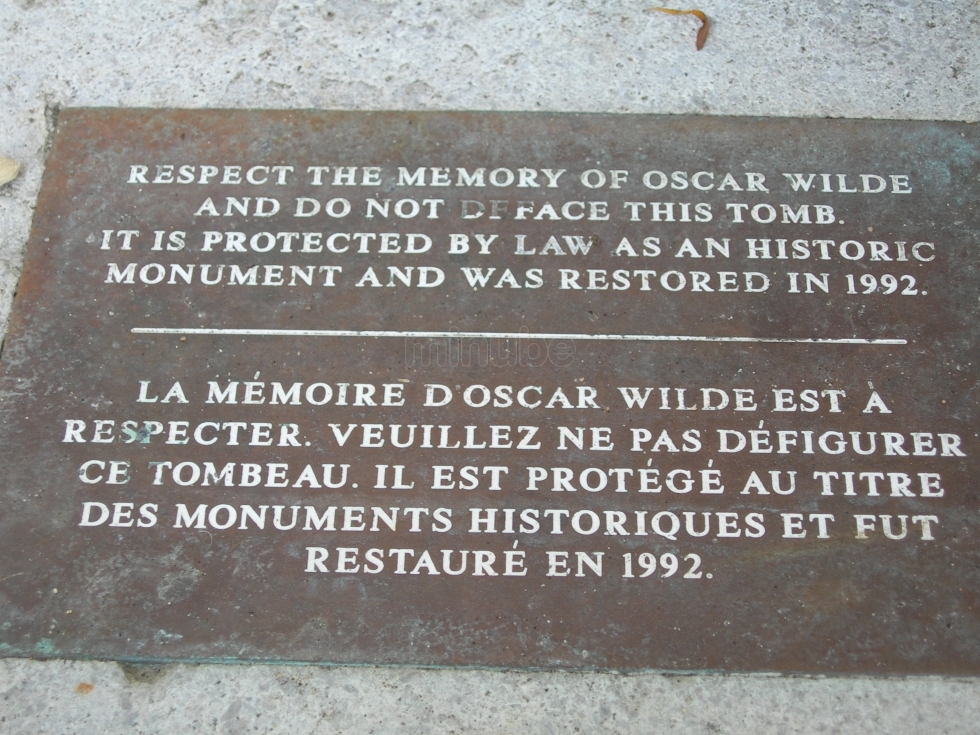 RESPECT THE MEMORY OF OSCAR WILDE
AND DO NOT DEFACE THIS TOMB.
IT IS PROTECTED BY LAW AS AN HISTORIC
MONUMENT AND WAS RESTORED IN 1992.
minube
LA MÉMOIRE D'OSCAR WILDE EST À
RESPECTER. VEUILLEZ NE PAS DÉFIGURER
CE TOMBEAU. IL EST PROTÉGÉ AU TITRE
DES MONUMENTS HISTORIQUES ET FUT
RESTAURÉ EN 1992.